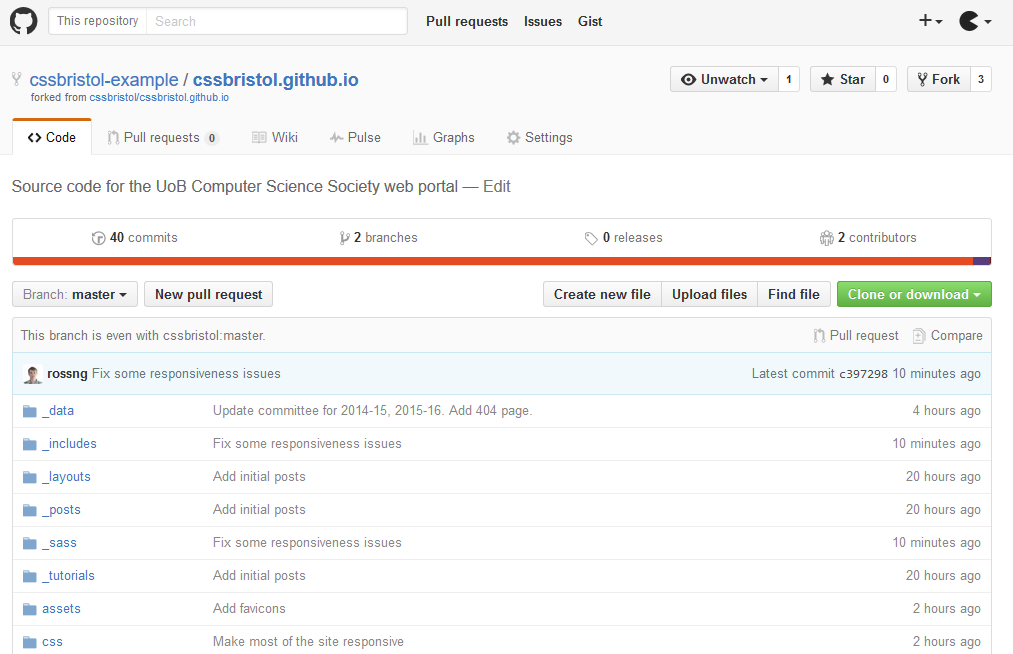 This repository Search Pull requests Issues Gist
cssbristol-example / cssbristol.github.io Unwatch 1 Star 0 Fork 3
forked from cssbristol/cssbristol.github.io
Code Pull requests 0 Wiki Pulse Graphs Settings
Source code for the UoB Computer Science Society web portal — Edit
40 commits 2 branches 0 releases 2 contributors
Branch: master New pull request Create new file Upload files Find file Clone or download
This branch is even with cssbristol:master. Pull request Compare
rossng Fix some responsiveness issues Latest commit c397298 10 minutes ago
_data Update committee for 2014-15, 2015-16. Add 404 page. 4 hours ago
_includes Fix some responsiveness issues 10 minutes ago
_layouts Add initial posts 20 hours ago
_posts Add initial posts 20 hours ago
_sass Fix some responsiveness issues 10 minutes ago
_tutorials Add initial posts 20 hours ago
assets Add favicons 2 hours ago
css Make most of the site responsive 2 hours ago